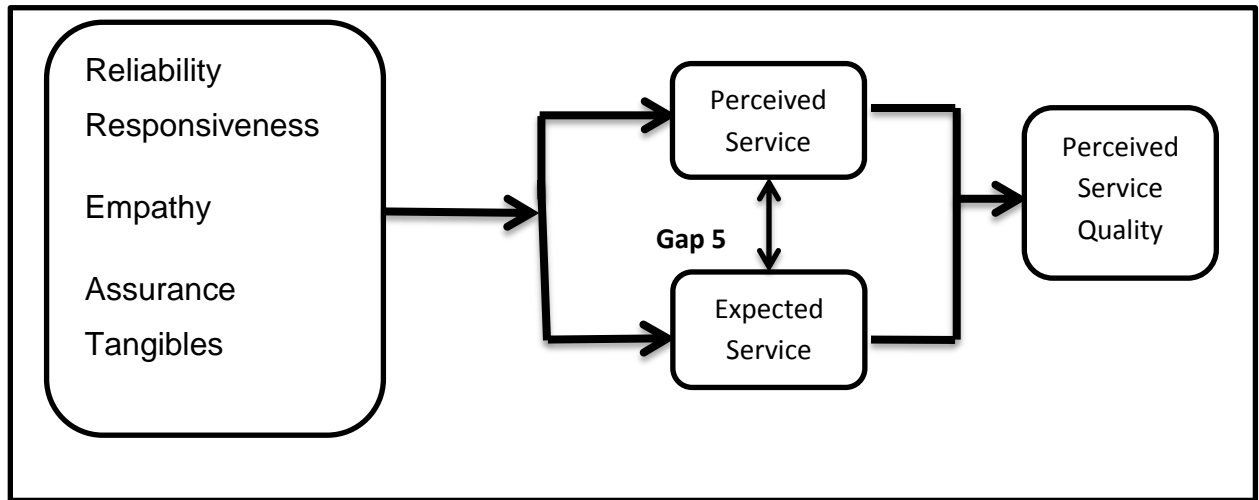 Reliability
Responsiveness
Empathy
Assurance
Tangibles
Perceived
Service
Gap 5
Expected
Service
Perceived
Service
Quality